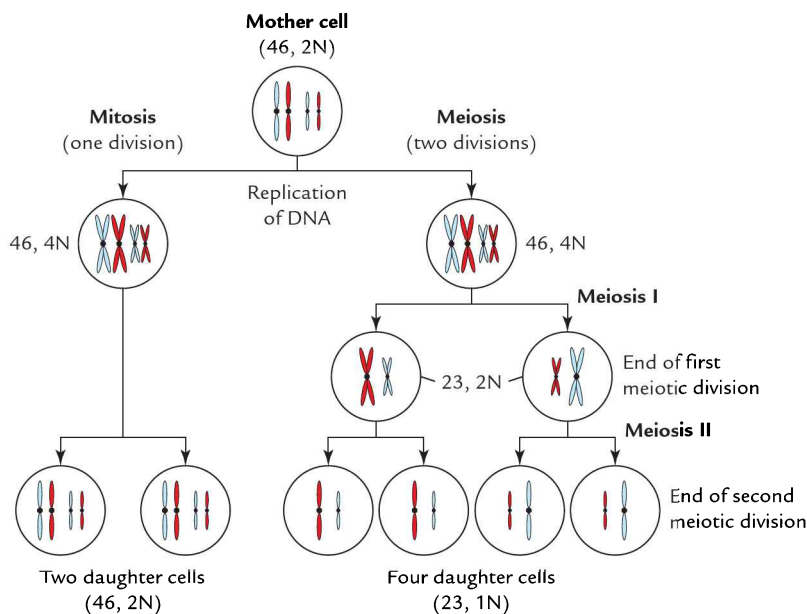 Mother cell
(46, 2N)
Mitosis
(one division)
Meiosis
(two divisions)
Replication
of DNA
46, 4N
46, 4N
Meiosis I
End of first
meiotic division
23, 2N
Meiosis II
End of second
meiotic division
Two daughter cells
(46, 2N)
Four daughter cells
(23, 1N)